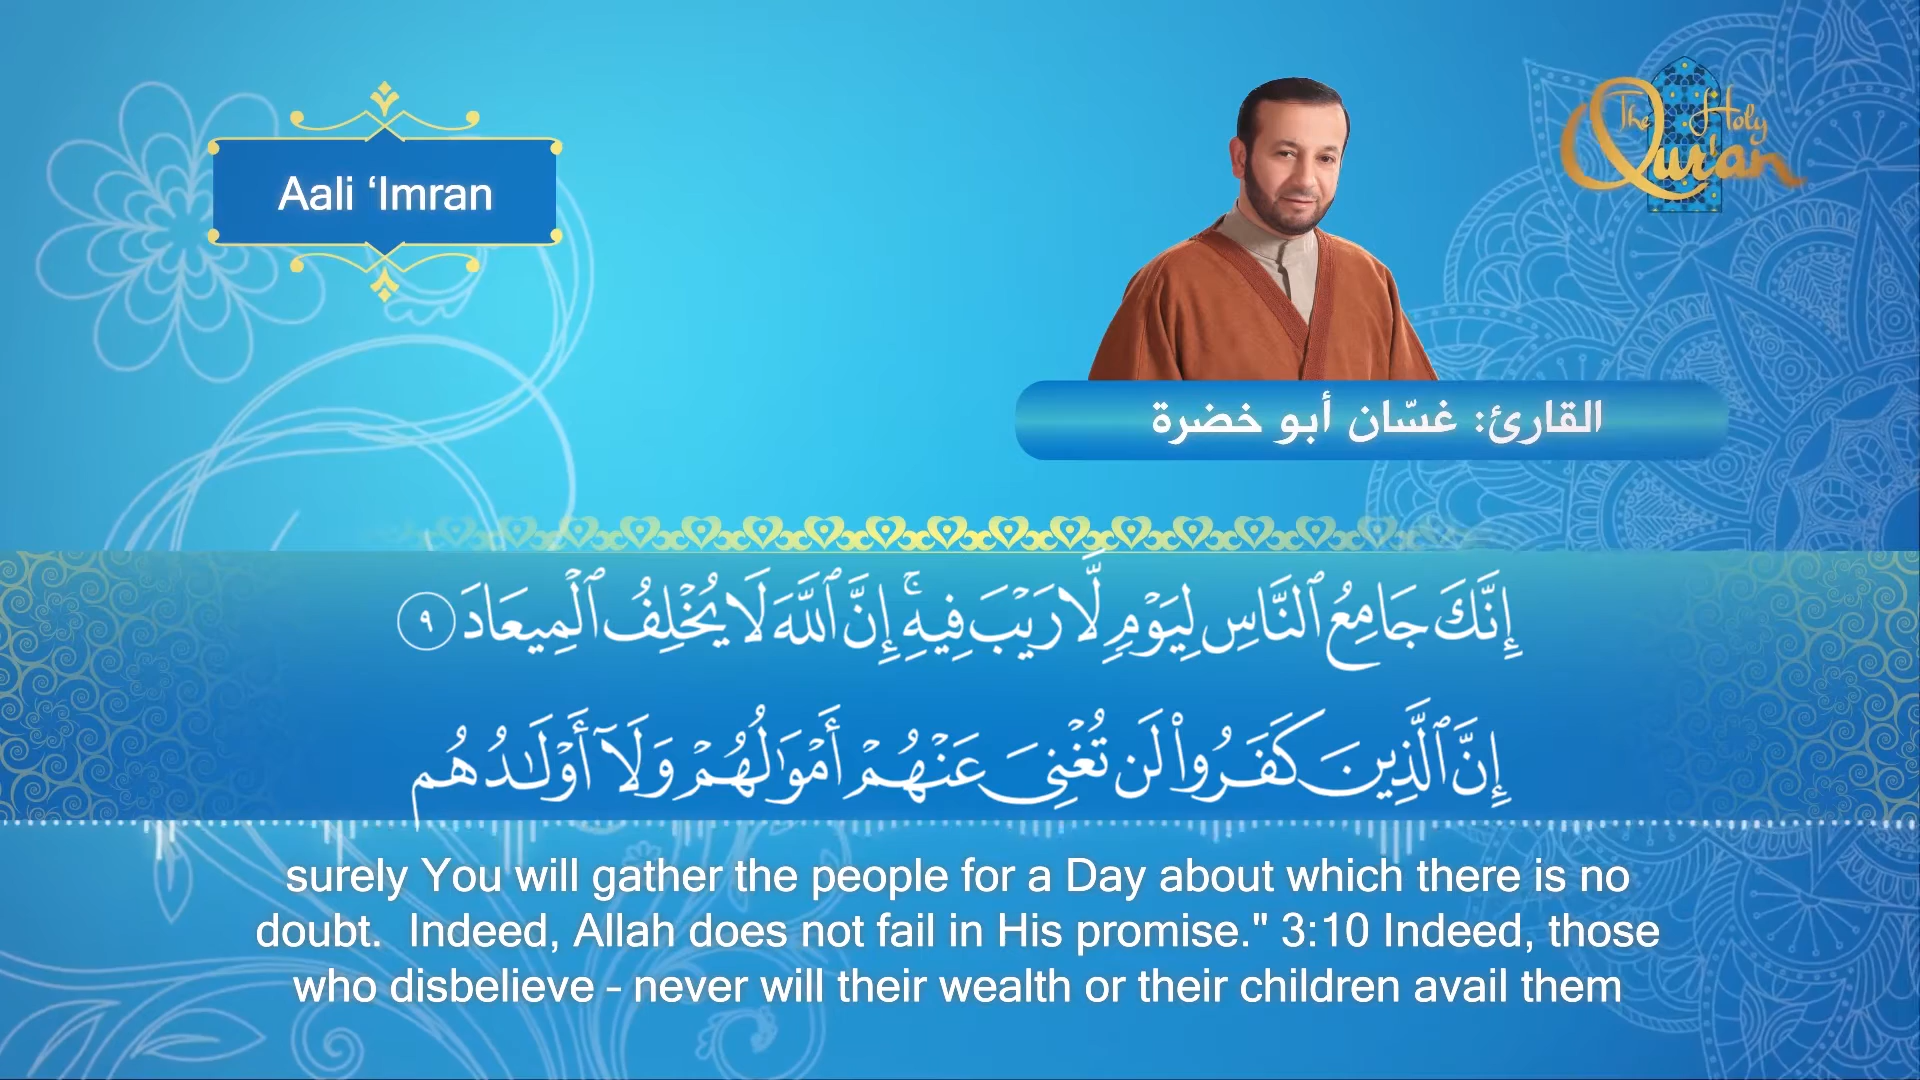 Aali ‘Imran
The Holy
Qur'an
القارئ: غسّان أبو خضرة
إِنَّكَ جَامِعُ ٱلنَّاسِ لِيَوْمٍ لَّا رَيْبَ فِيهِ ۚ إِنَّ ٱللَّهَ لَا يُخْلِفُ ٱلْمِيعَادَ ٩
إِنَّ ٱلَّذِينَ كَفَرُوا۟ لَن تُغْنِىَ عَنْهُمْ أَمْوَٰلُهُمْ وَلَآ أَوْلَـٰدُهُم
surely You will gather the people for a Day about which there is no
doubt.  Indeed, Allah does not fail in His promise." 3:10 Indeed, those
who disbelieve - never will their wealth or their children avail them